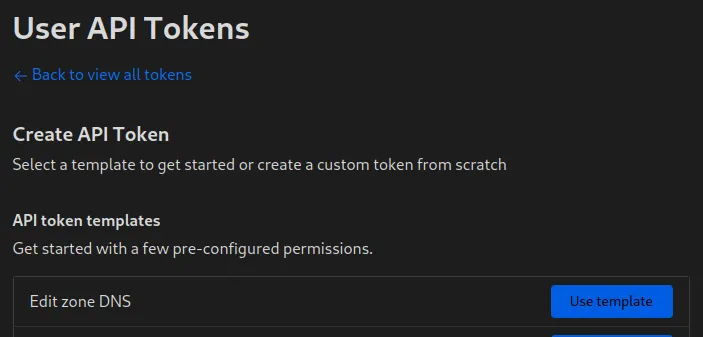 User API Tokens
← Back to view all tokens
Create API Token
Select a template to get started or create a custom token from scratch
API token templates
Get started with a few pre-configured permissions.
Edit zone DNS
Use template